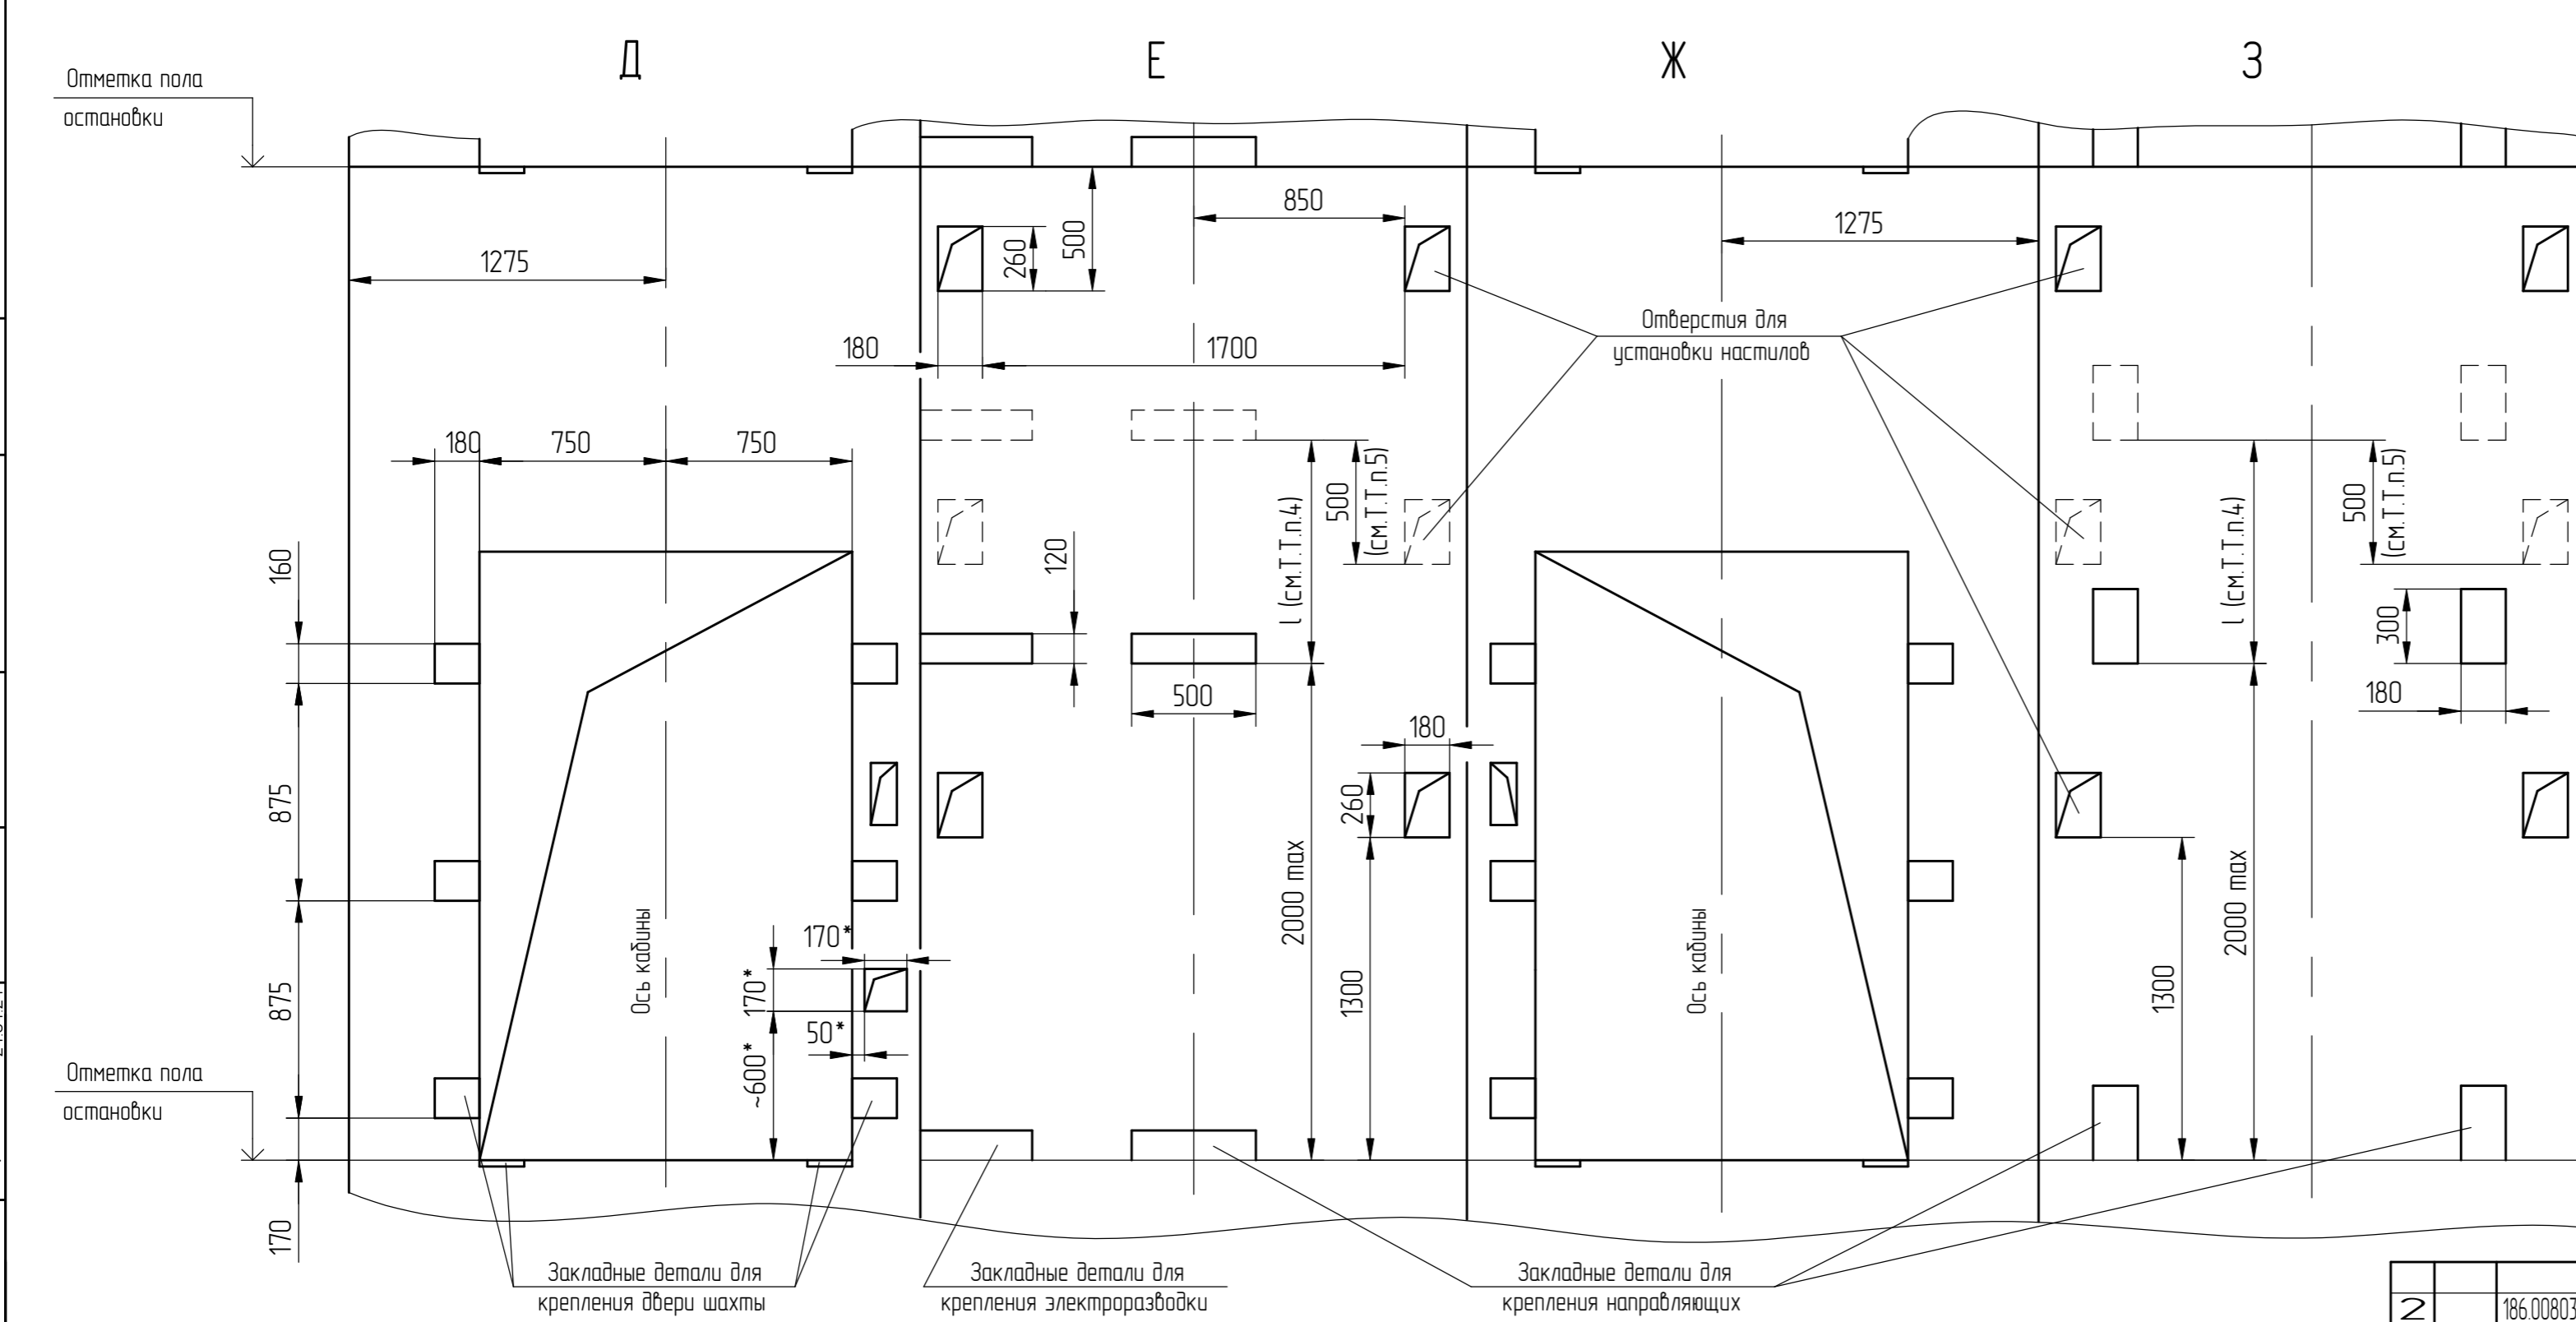 Д Е Ж З
Отметка пола
остановки
850
1275
500
260
1275
Отверстия для
установки настилов
180 1700
180 750 750
l (см.Т.Т.п.4)
500
(см.Т.Т.п.5)
l (см.Т.Т.п.4)
500
(см.Т.Т.п.5)
160
120
300
500
180
180
875
260
2000 max
2000 max
Ось кабины
Ось кабины
170*
170*
1300
1300
875
50*
~600*
Отметка пола
остановки
170
Закладные детали для
крепления двери шахты
Закладные детали для
крепления электроразводки
Закладные детали для
крепления направляющих
2 186.00803